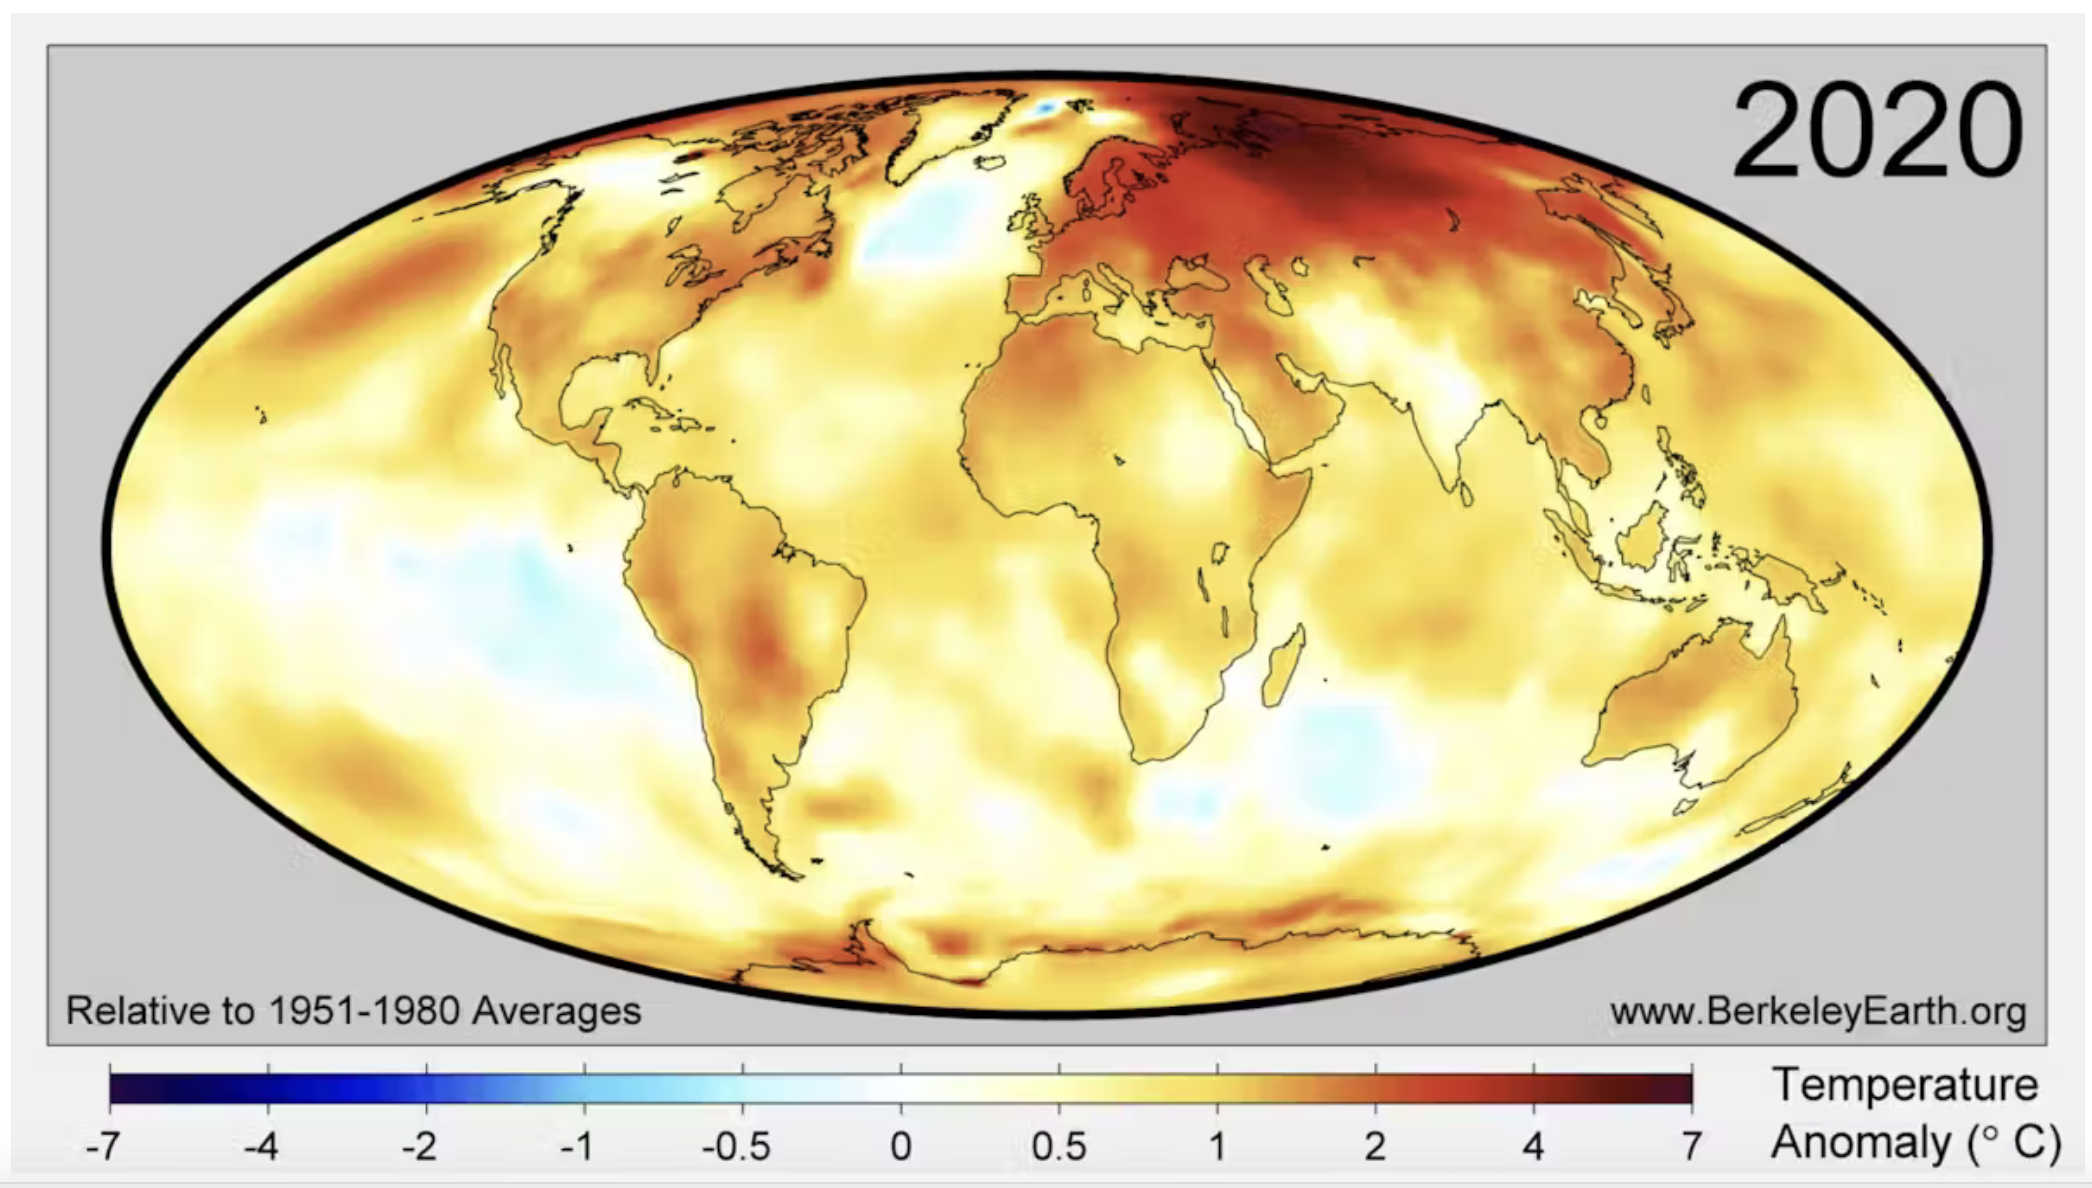 2020
Relative to 1951-1980 Averages
www.BerkeleyEarth.org
-7 -4 -2 -1 -0.5 0 0.5 1 2 4 7
Temperature
Anomaly (° C)